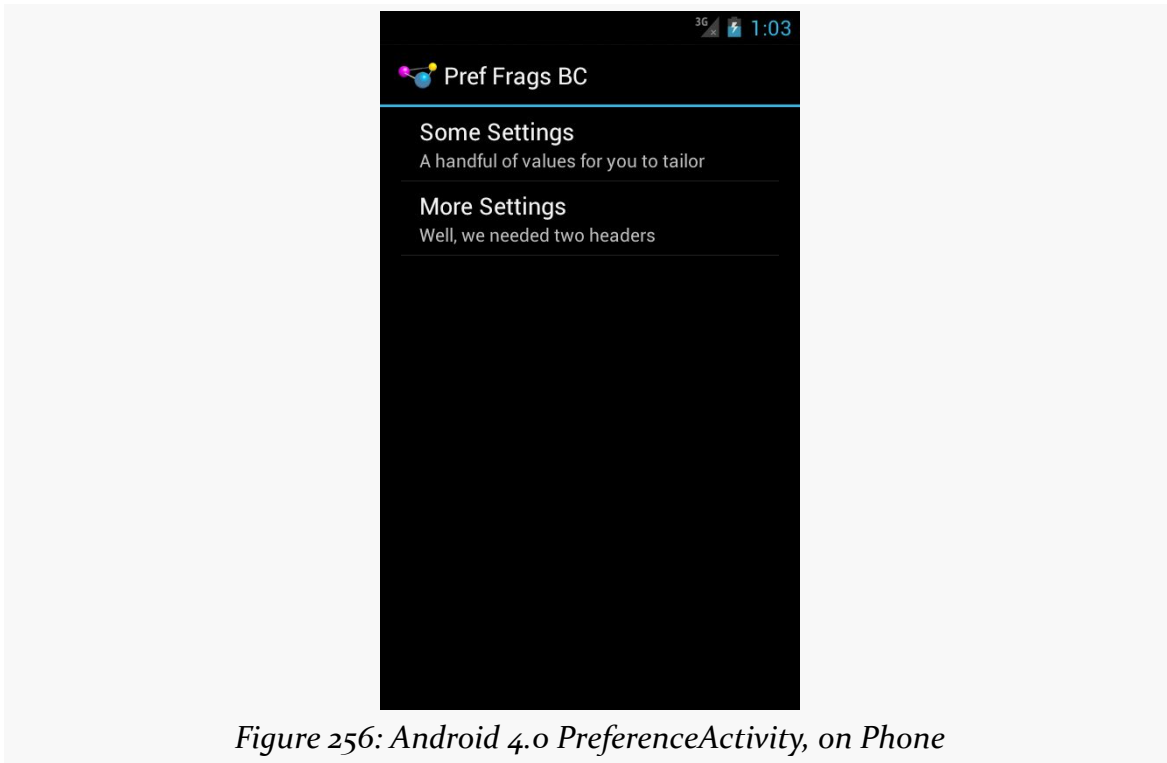 3G
1:03
Pref Frags BC
Some Settings
A handful of values for you to tailor
More Settings
Well, we needed two headers
Figure 256: Android 4.0 PreferenceActivity, on Phone